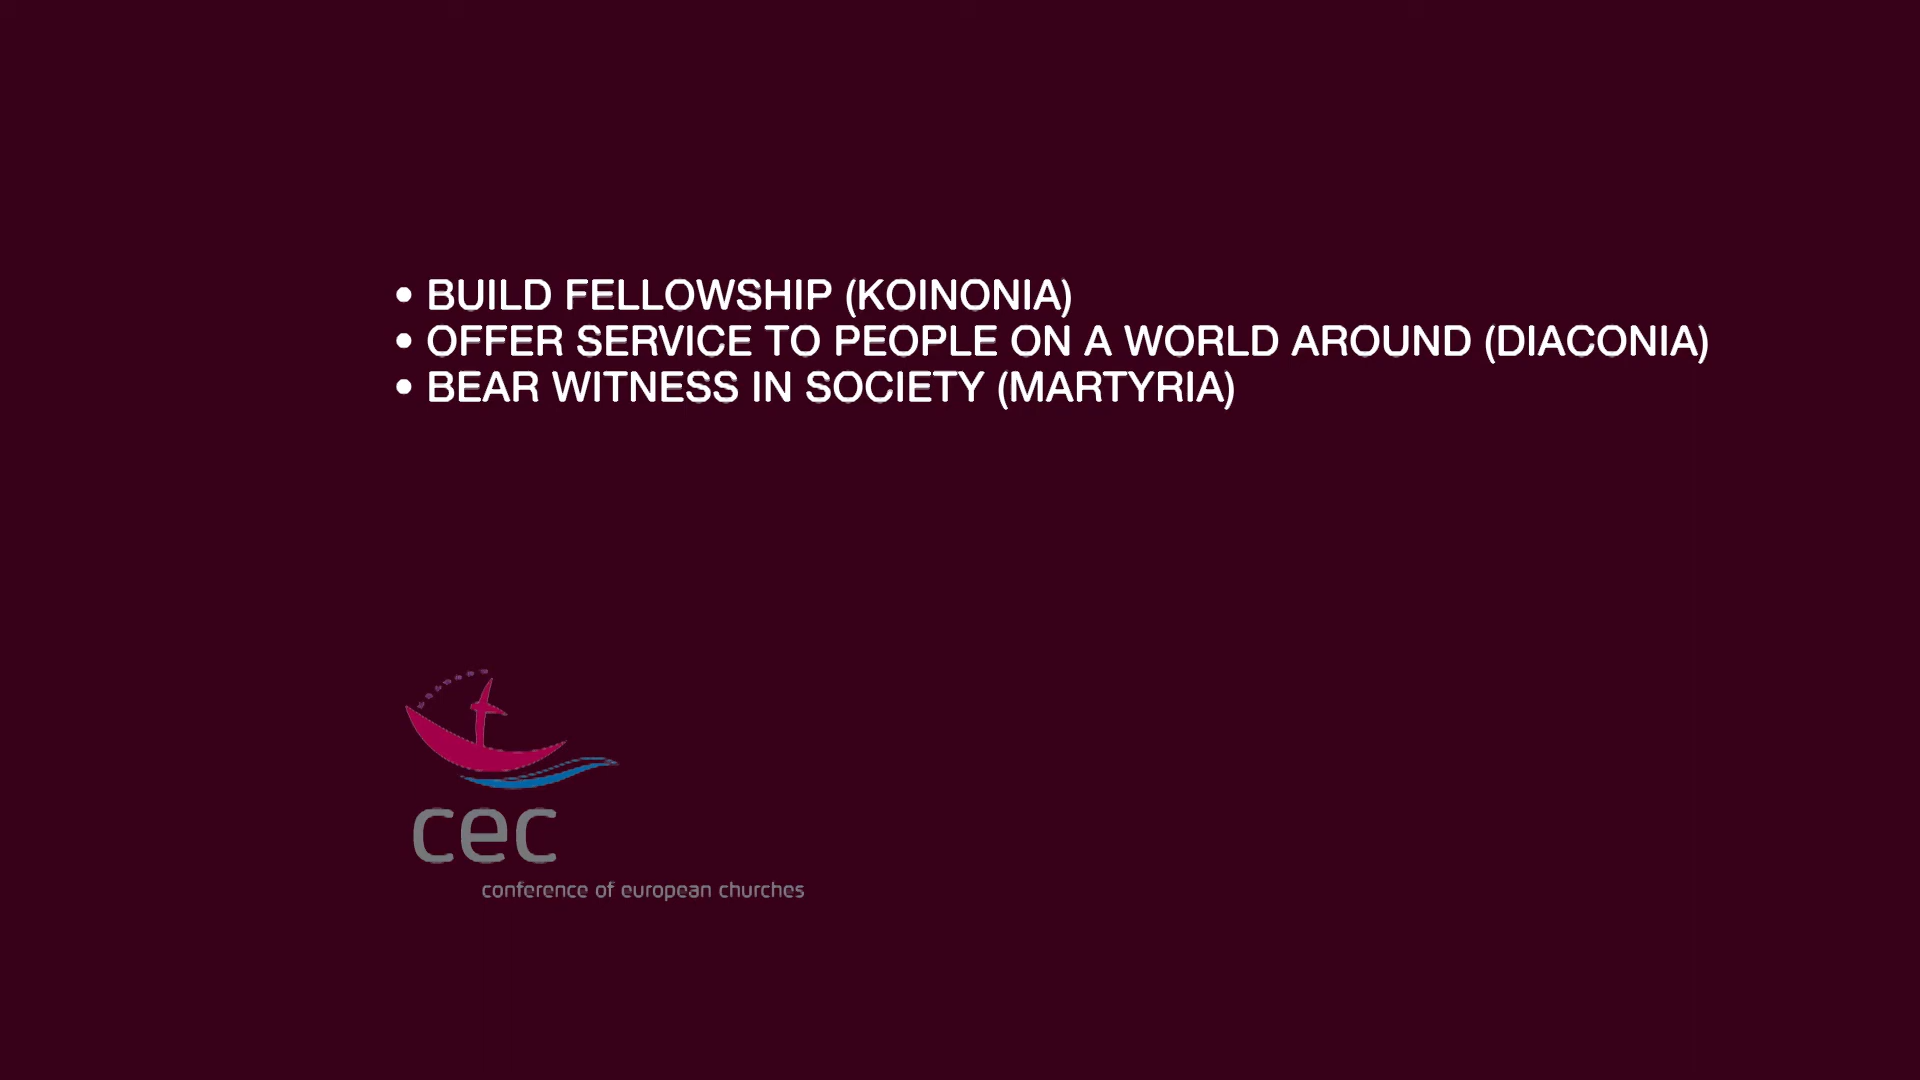 • BUILD FELLOWSHIP (KOINONIA)
• OFFER SERVICE TO PEOPLE ON A WORLD AROUND (DIACONIA)
• BEAR WITNESS IN SOCIETY (MARTYRIA)
cec
conference of european churches